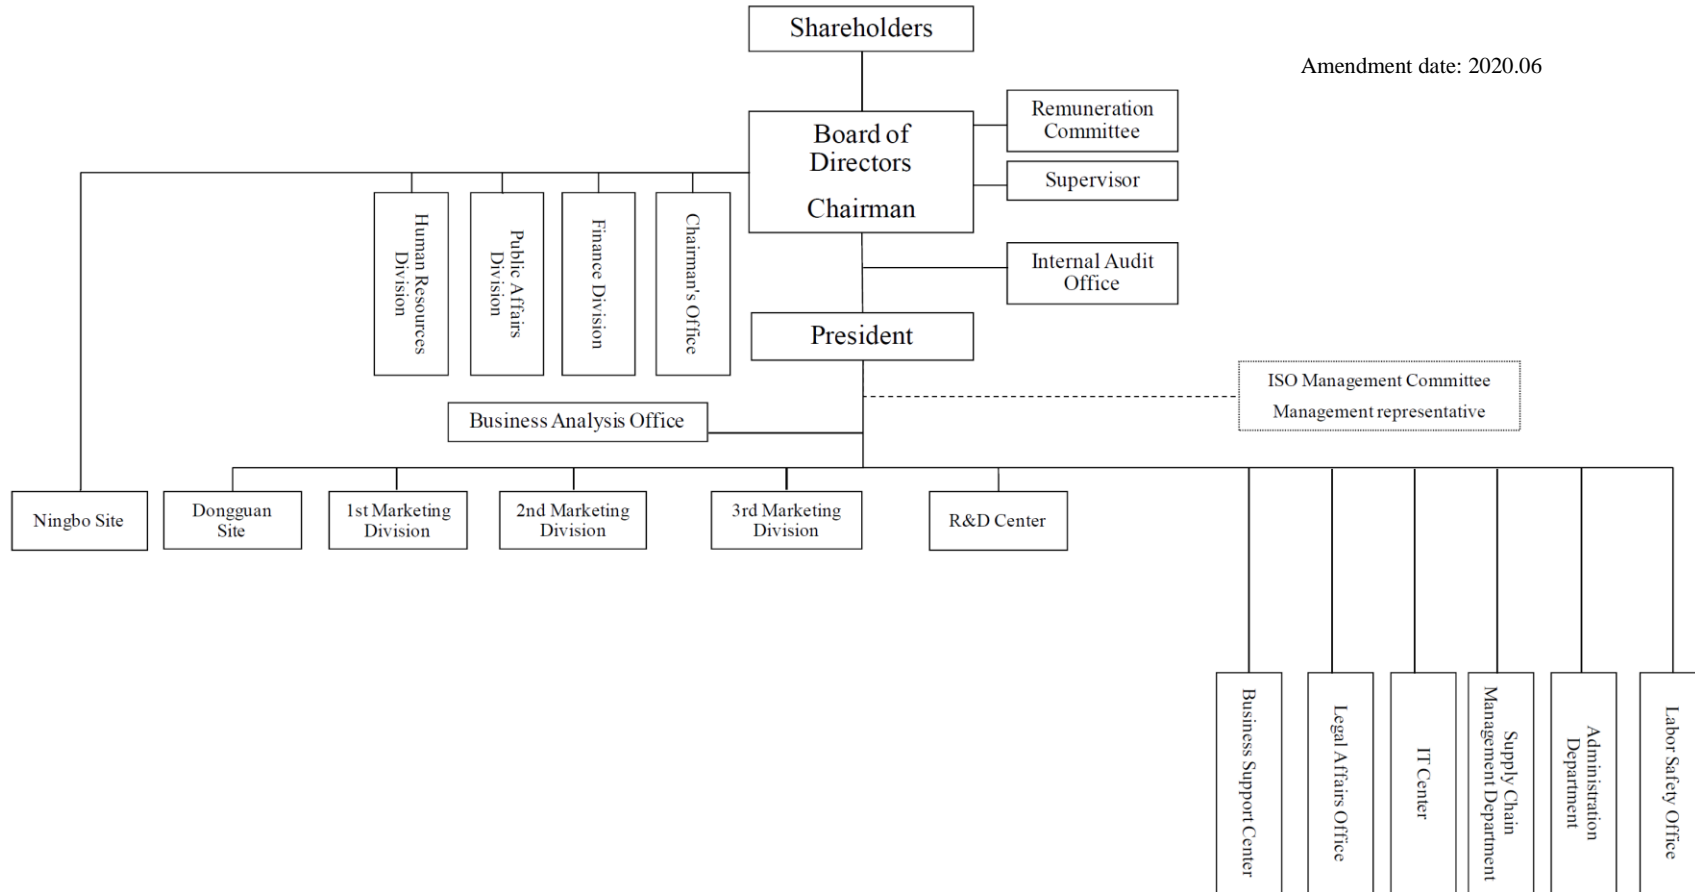 Shareholders
Amendment date: 2020.06
Remuneration
Committee
Board of
Directors
Chairman
Supervisor
Human Resources
Division
Public Affairs
Division
Finance Division
Chairman's Office
Internal Audit
Office
President
ISO Management Committee
Management representative
Business Analysis Office
Ningbo Site
Dongguan
Site
1st Marketing
Division
2nd Marketing
Division
3rd Marketing
Division
R&D Center
Business Support Center
Legal Affairs Office
IT Center
Supply Chain
Management Department
Administration
Department
Labor Safety Office